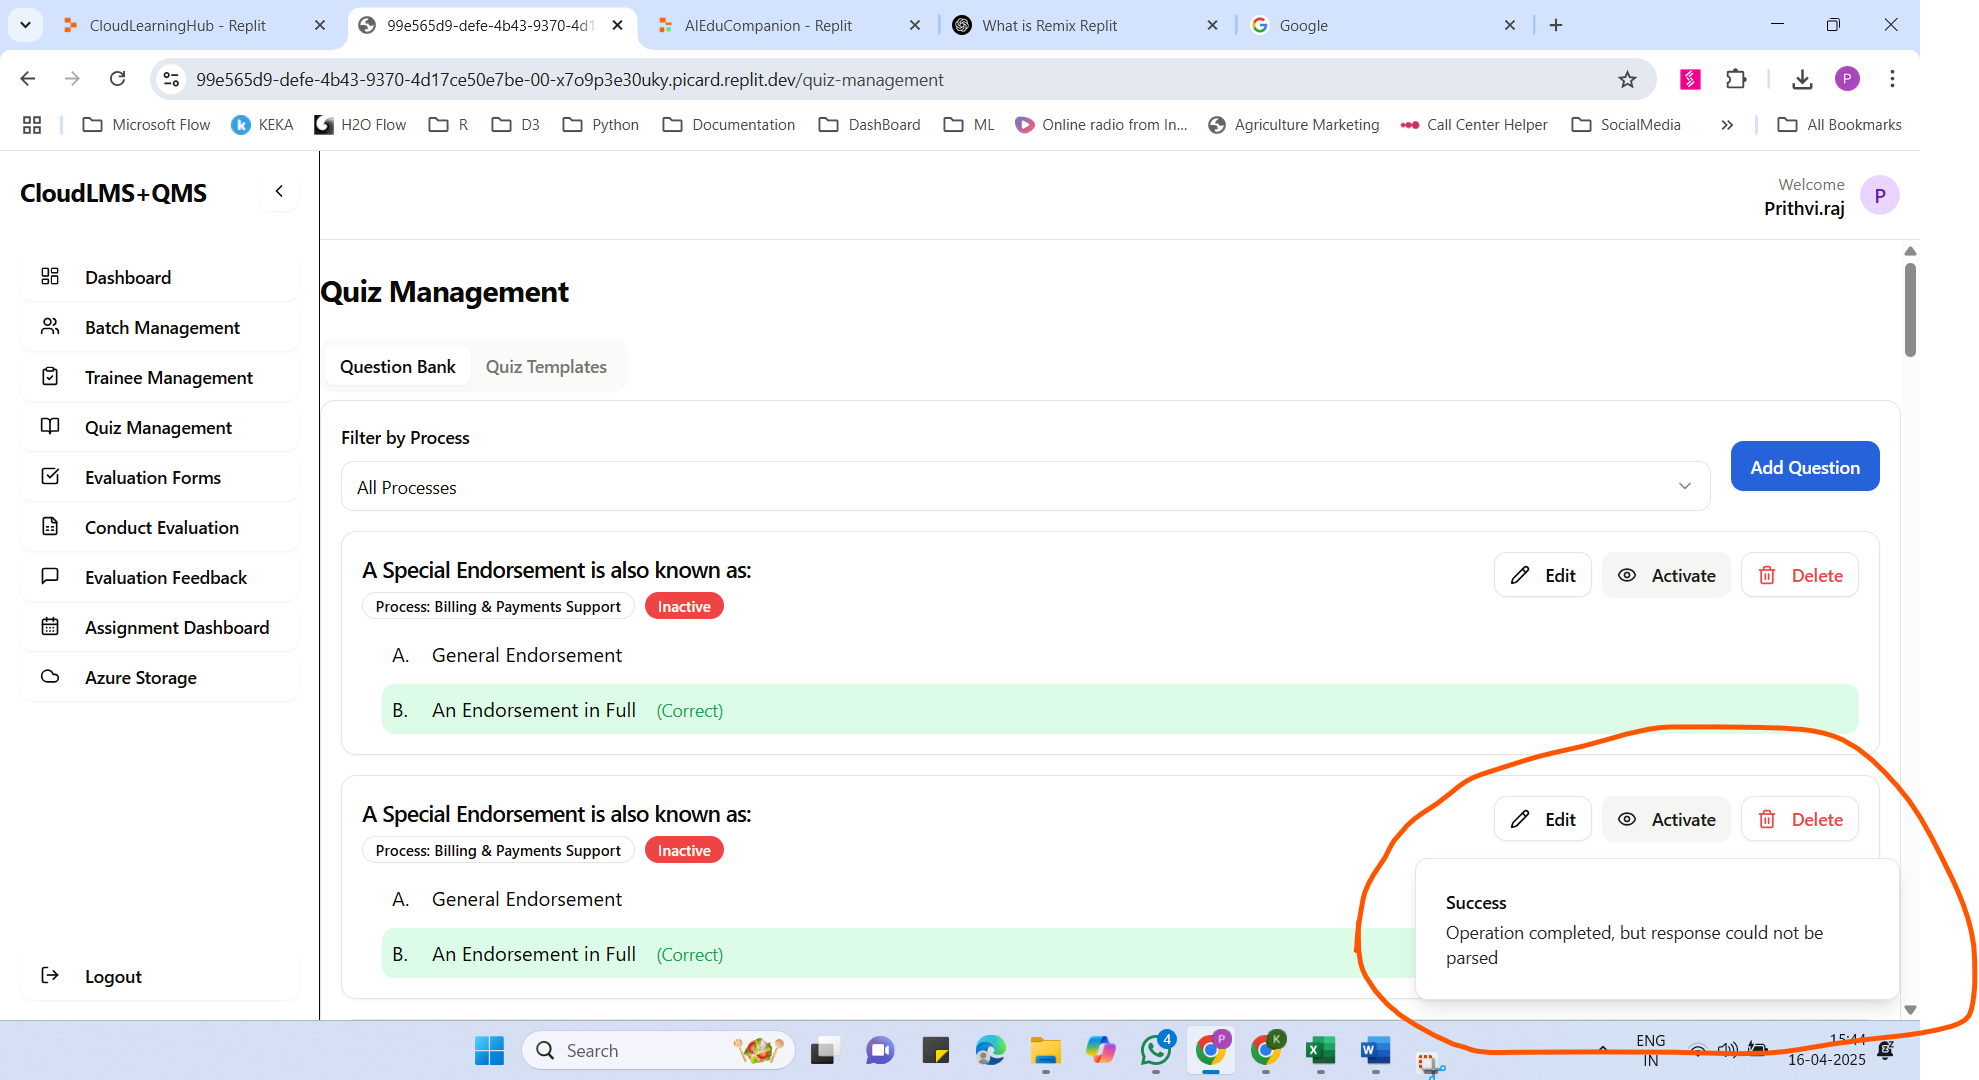 CloudLearningHub - Replit
99e565d9-defe-4b43-9370-4d1
AIEduCompanion - Replit
What is Remix Replit
Google
99e565d9-defe-4b43-9370-4d17ce50e7be-00-x7o9p3e30uky.picard.replit.dev/quiz-management
P
Microsoft Flow
KEKA
H2O Flow
R
D3
Python
Documentation
DashBoard
ML
Online radio from In...
Agriculture Marketing
Call Center Helper
SocialMedia
All Bookmarks
CloudLMS+QMS
Welcome
Prithvi.raj
P
Dashboard
Batch Management
Trainee Management
Quiz Management
Evaluation Forms
Conduct Evaluation
Evaluation Feedback
Assignment Dashboard
Azure Storage
Logout
Quiz Management
Question Bank
Quiz Templates
Filter by Process
All Processes
Add Question
A Special Endorsement is also known as:
Edit
Activate
Delete
Process: Billing & Payments Support
Inactive
A. General Endorsement
B. An Endorsement in Full (Correct)
A Special Endorsement is also known as:
Edit
Activate
Delete
Process: Billing & Payments Support
Inactive
A. General Endorsement
B. An Endorsement in Full (Correct)
Success
Operation completed, but response could not be
parsed
Search
4
P
K
ENG
IN
15:44
16-04-2025